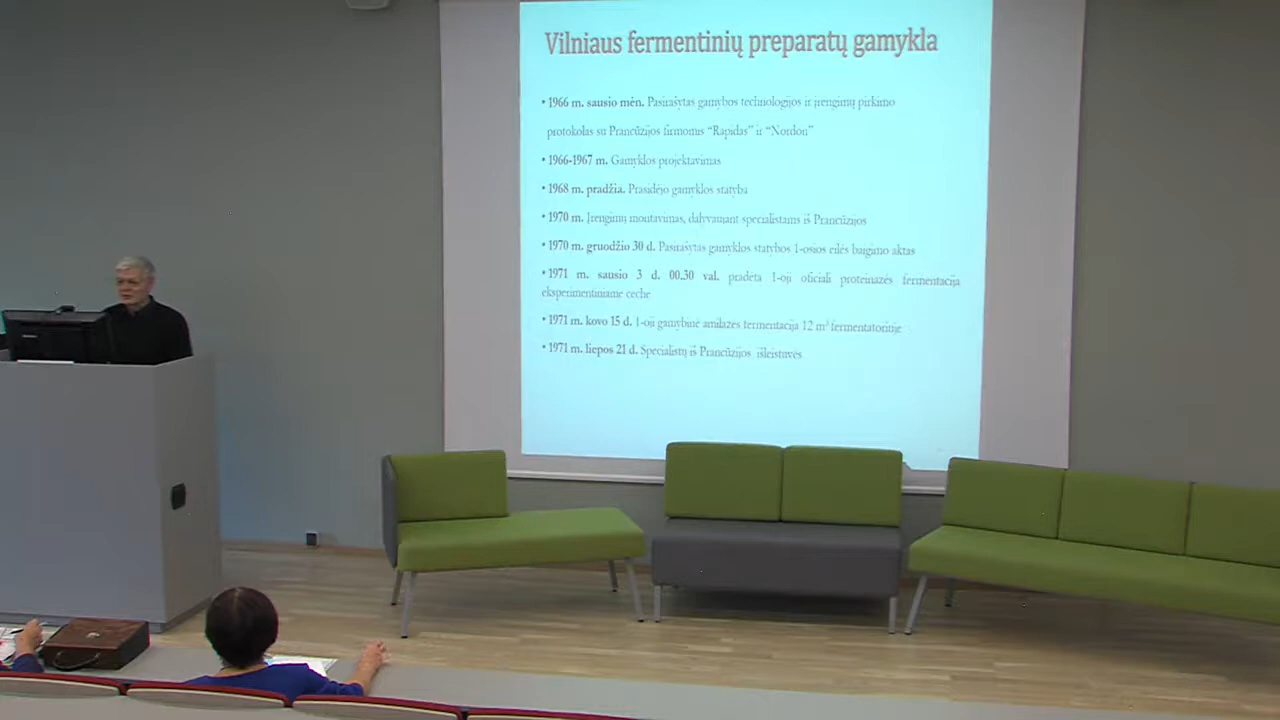 Vilniaus fermentinių preparatų gamykla
• 1966 m. sausio mėn. Pasirašytas gamybos technologijos ir įrengimų pirkimo
protokolas su Prancūzijos firmomis “Rapidas” ir “Nordon”
• 1966-1967 m. Gamyklos projektavimas
• 1968 m. pradžia. Prasidėjo gamyklos statyba
• 1970 m. Įrengimų montavimas, dalyvaujant specialistams iš Prancūzijos
• 1970 m. gruodžio 30 d. Pasirašytas gamyklos statybos 1-osios eilės baigimo aktas
• 1971 m. sausio 3 d. 00.30 val. pradėta 1-oji oficiali proteinazės fermentacija
eksperimentiniame ceche
• 1971 m. kovo 15 d. 1-oji gamybinė amilazės fermentacija 12 m³ fermentatoriuje
• 1971 m. liepos 21 d. Specialistų iš Prancūzijos išleistuvės